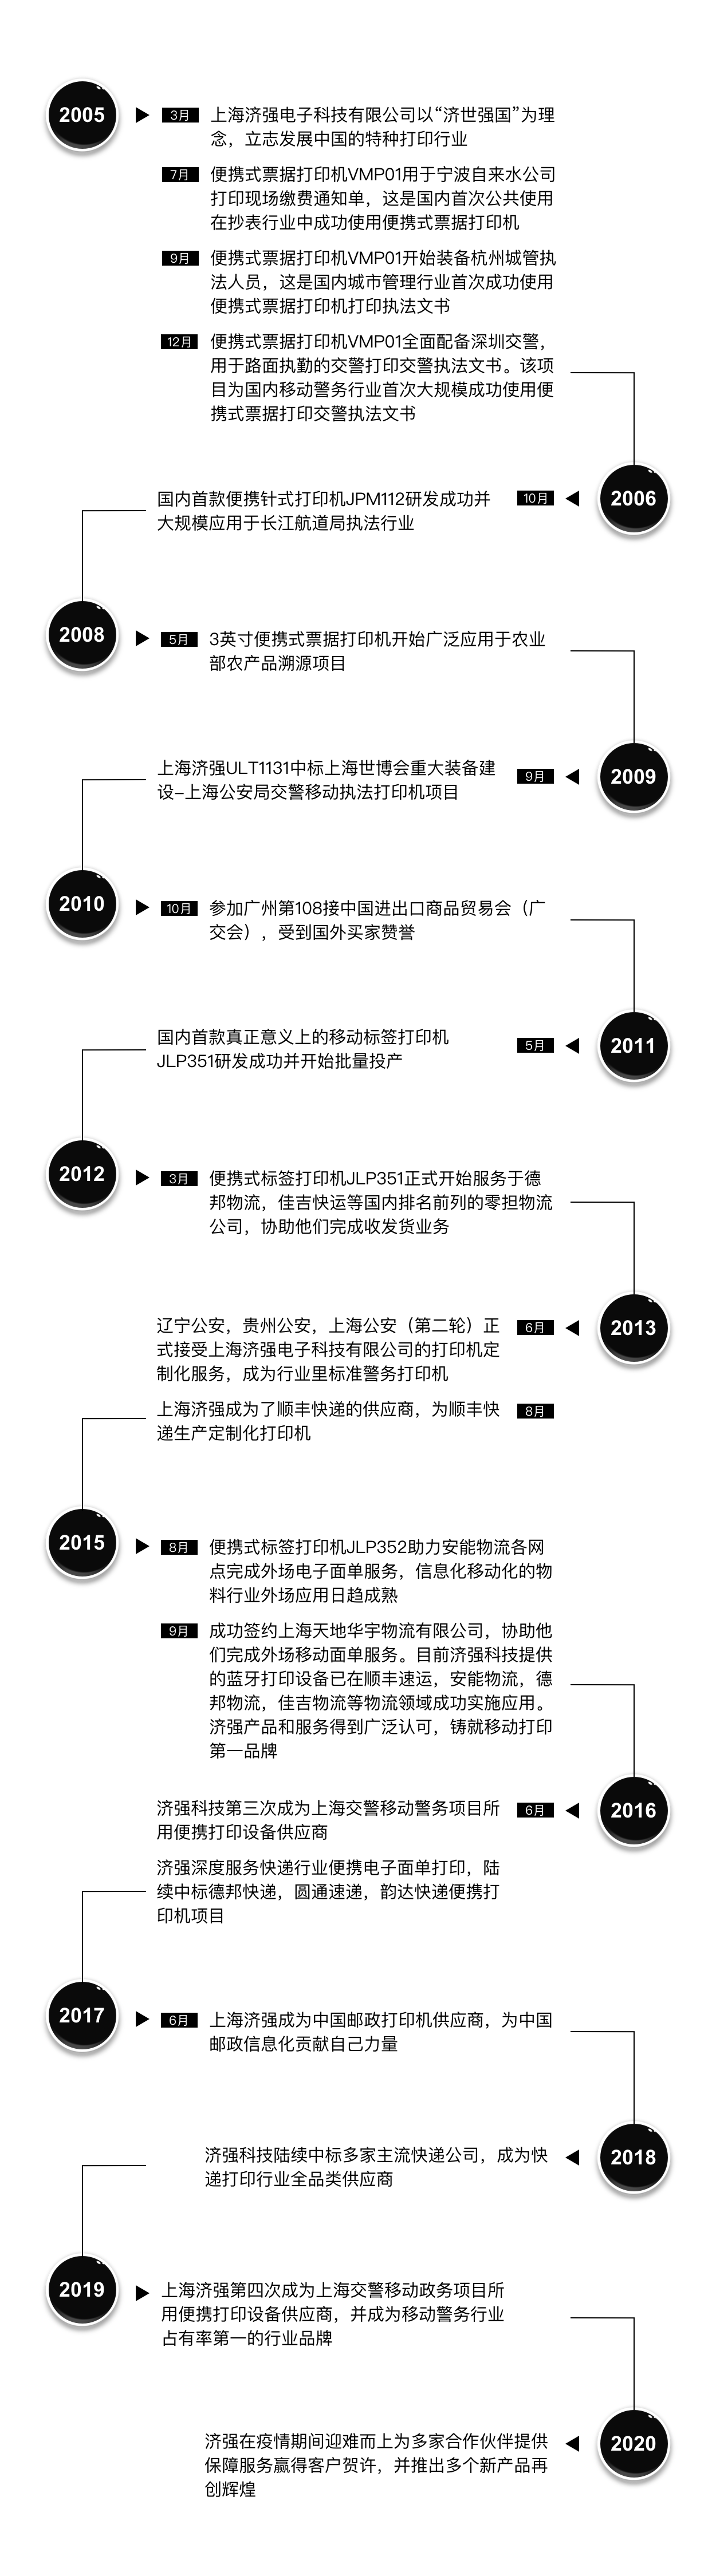 2005
3月
上海济强电子科技有限公司以“济世强国”为理
念，立志发展中国的特种打印行业
7月
便携式票据打印机VMP01用于宁波自来水公司
打印现场缴费通知单，这是国内首次公共使用
在抄表行业中成功使用便携式票据打印机
9月
便携式票据打印机VMP01开始装备杭州城管执
法人员，这是国内城市管理行业首次成功使用
便携式票据打印机打印执法文书
12月
便携式票据打印机VMP01全面配备深圳交警，
用于路面执勤的交警打印交警执法文书。该项
目为国内移动警务行业首次大规模成功使用便
携式票据打印交警执法文书
2006
10月
国内首款便携针式打印机JPM112研发成功并
大规模应用于长江航道局执法行业
2008
5月
3英寸便携式票据打印机开始广泛应用于农业
部农产品溯源项目
2009
9月
上海济强ULT1131中标上海世博会重大装备建
设-上海公安局交警移动执法打印机项目
2010
10月
参加广州第108接中国进出口商品贸易会（广
交会），受到国外买家赞誉
2011
5月
国内首款真正意义上的移动标签打印机
JLP351研发成功并开始批量投产
2012
3月
便携式标签打印机JLP351正式开始服务于德
邦物流，佳吉快运等国内排名前列的零担物流
公司，协助他们完成收发货业务
2013
6月
辽宁公安，贵州公安，上海公安（第二轮）正
式接受上海济强电子科技有限公司的打印机定
制化服务，成为行业里标准警务打印机
8月
上海济强成为了顺丰快递的供应商，为顺丰快
递生产定制化打印机
2015
8月
便携式标签打印机JLP352助力安能物流各网
点完成外场电子面单服务，信息化移动化的物
料行业外场应用日趋成熟
9月
成功签约上海天地华宇物流有限公司，协助他
们完成外场移动面单服务。目前济强科技提供
的蓝牙打印设备已在顺丰速运，安能物流，德
邦物流，佳吉物流等物流领域成功实施应用。
济强产品和服务得到广泛认可，铸就移动打印
第一品牌
2016
6月
济强科技第三次成为上海交警移动警务项目所
用便携打印设备供应商
济强深度服务快递行业便携电子面单打印，陆
续中标德邦快递，圆通速递，韵达快递便携打
印机项目
2017
6月
上海济强成为中国邮政打印机供应商，为中国
邮政信息化贡献自己力量
2018
济强科技陆续中标多家主流快递公司，成为快
递打印行业全品类供应商
2019
上海济强第四次成为上海交警移动政务项目所
用便携打印设备供应商，并成为移动警务行业
占有率第一的行业品牌
2020
济强在疫情期间迎难而上为多家合作伙伴提供
保障服务赢得客户贺许，并推出多个新产品再
创辉煌